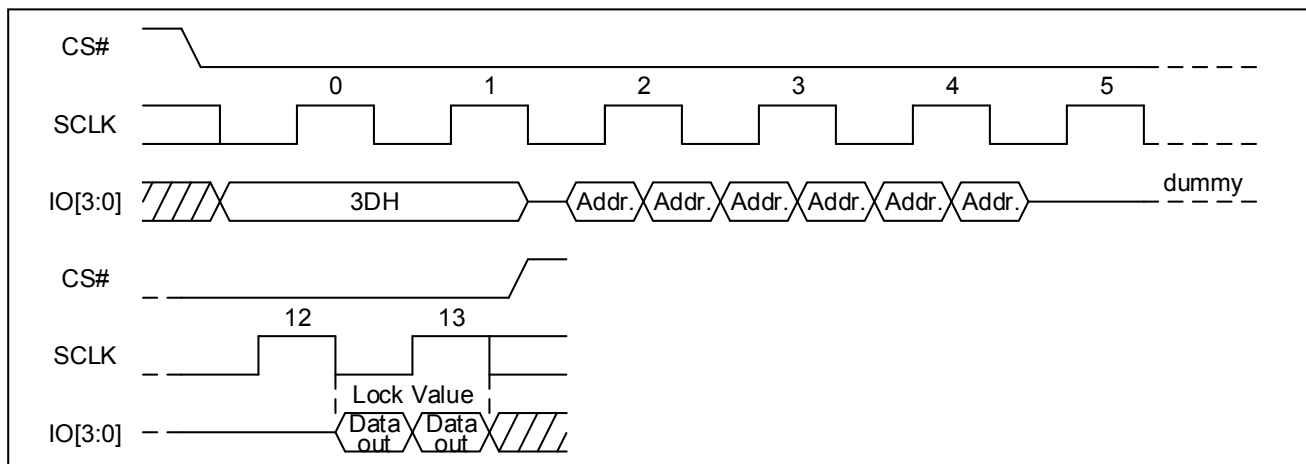 CS#
0 1 2 3 4 5
SCLK
dummy
IO[3:0] 3DH Addr. Addr. Addr. Addr. Addr. Addr.
CS#
12 13
SCLK
Lock Value
IO[3:0] Data out Data out